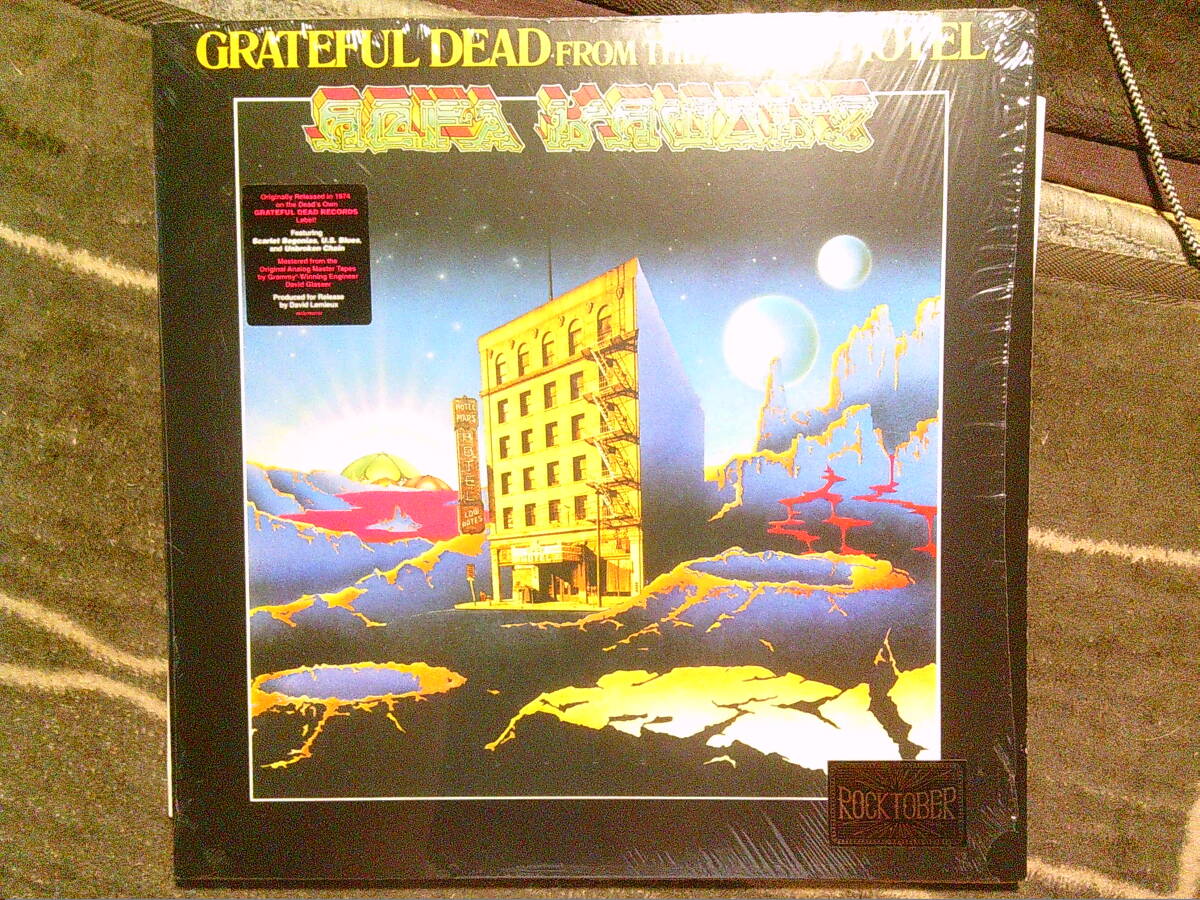 GRATEFUL DEAD FROM THE HOTEL
Originally Released in 1974
on the Dead's Own
GRATEFUL DEAD RECORDS
Label!
Featuring
Scarlet Begonias, U.S. Blues,
and Unbroken Chain
Mastered from the
Original Analog Master Tapes
by Grammy®-Winning Engineer
David Glasser
Produced for Release
by David Lemieux
HOTEL
MARS
HOTEL
LOW
RATES
HOTEL
ROCKTOBER